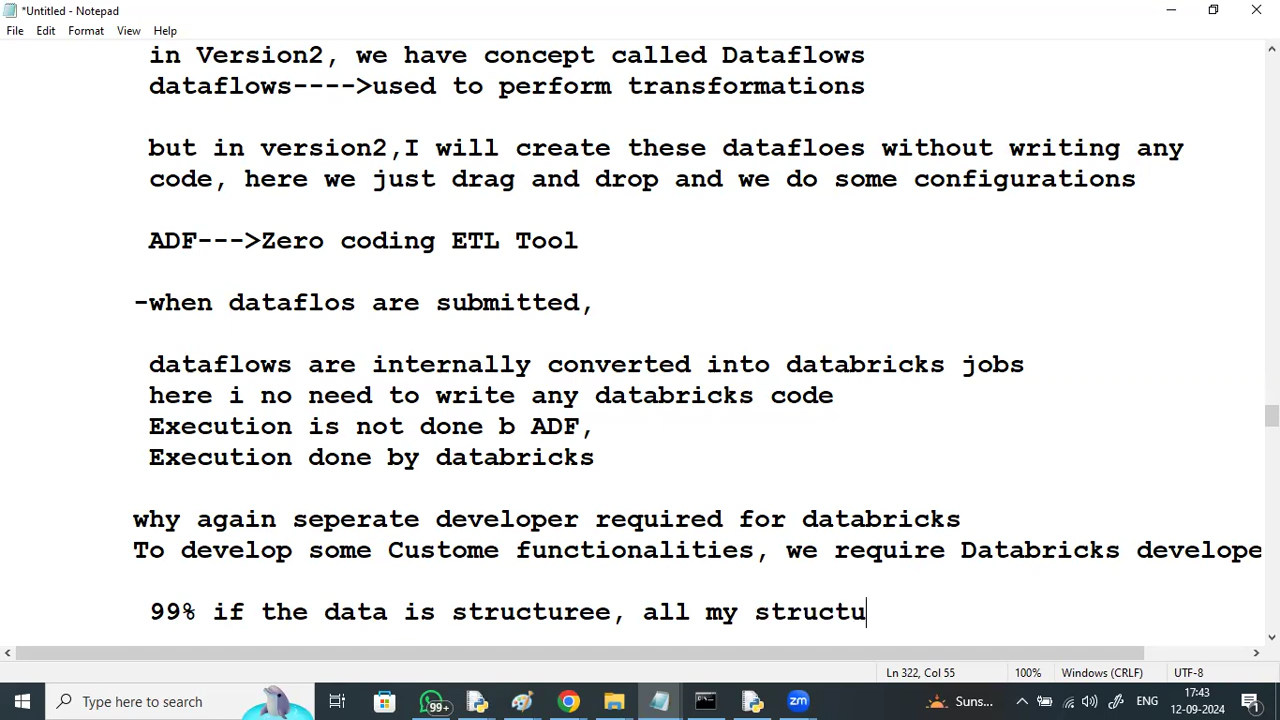 *Untitled - Notepad
File Edit Format View Help
in Version2, we have concept called Dataflows
dataflows---->used to perform transformations
but in version2,I will create these datafloes without writing any
code, here we just drag and drop and we do some configurations
ADF--->Zero coding ETL Tool
-when dataflos are submitted,
dataflows are internally converted into databricks jobs
here i no need to write any databricks code
Execution is not done b ADF,
Execution done by databricks
why again seperate developer required for databricks
To develop some Custome functionalities, we require Databricks develope
99% if the data is structuree, all my structu
Ln 322, Col 55 100% Windows (CRLF) UTF-8
Type here to search 99+ Suns... ENG 17:43
12-09-2024 1